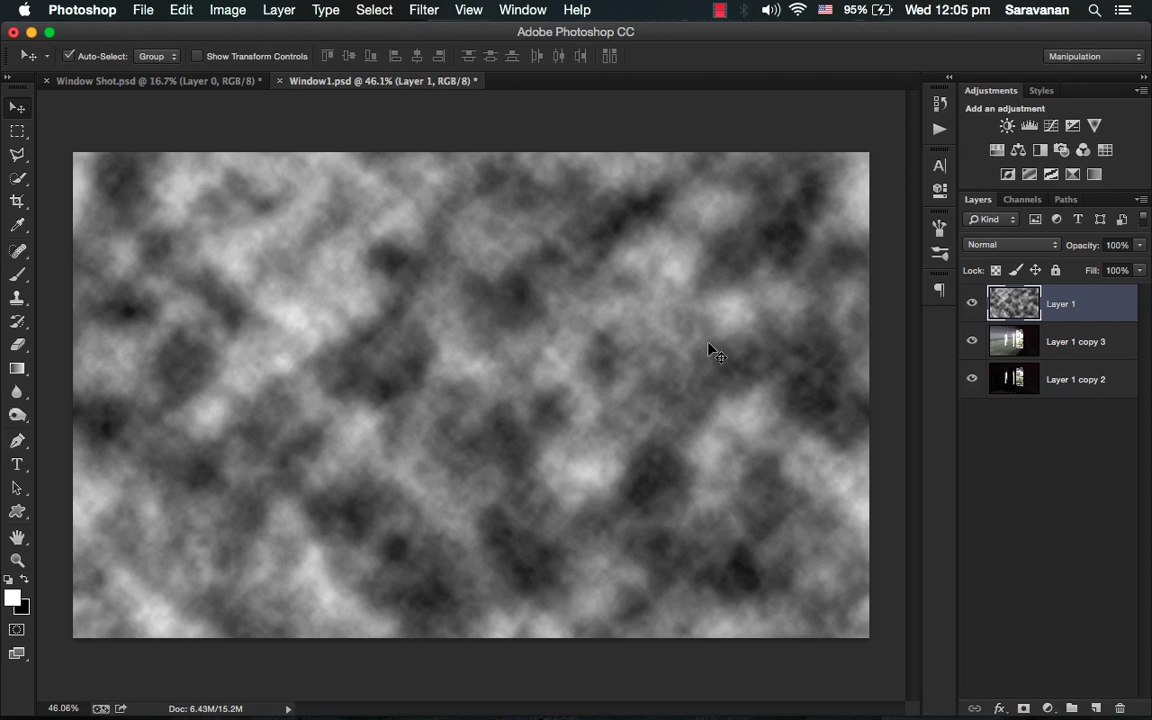 Photoshop File Edit Image Layer Type Select Filter View Window Help 95% Wed 12:05 pm Saravanan
Adobe Photoshop CC
Auto-Select: Group Show Transform Controls Manipulation
Window Shot.psd @ 16.7% (Layer 0, RGB/8) * Window1.psd @ 46.1% (Layer 1, RGB/8) *
Adjustments Styles
Add an adjustment
Layers Channels Paths
Kind
Normal Opacity: 100%
Lock: Fill: 100%
Layer 1
Layer 1 copy 3
Layer 1 copy 2
46.06% Doc: 6.43M/15.2M